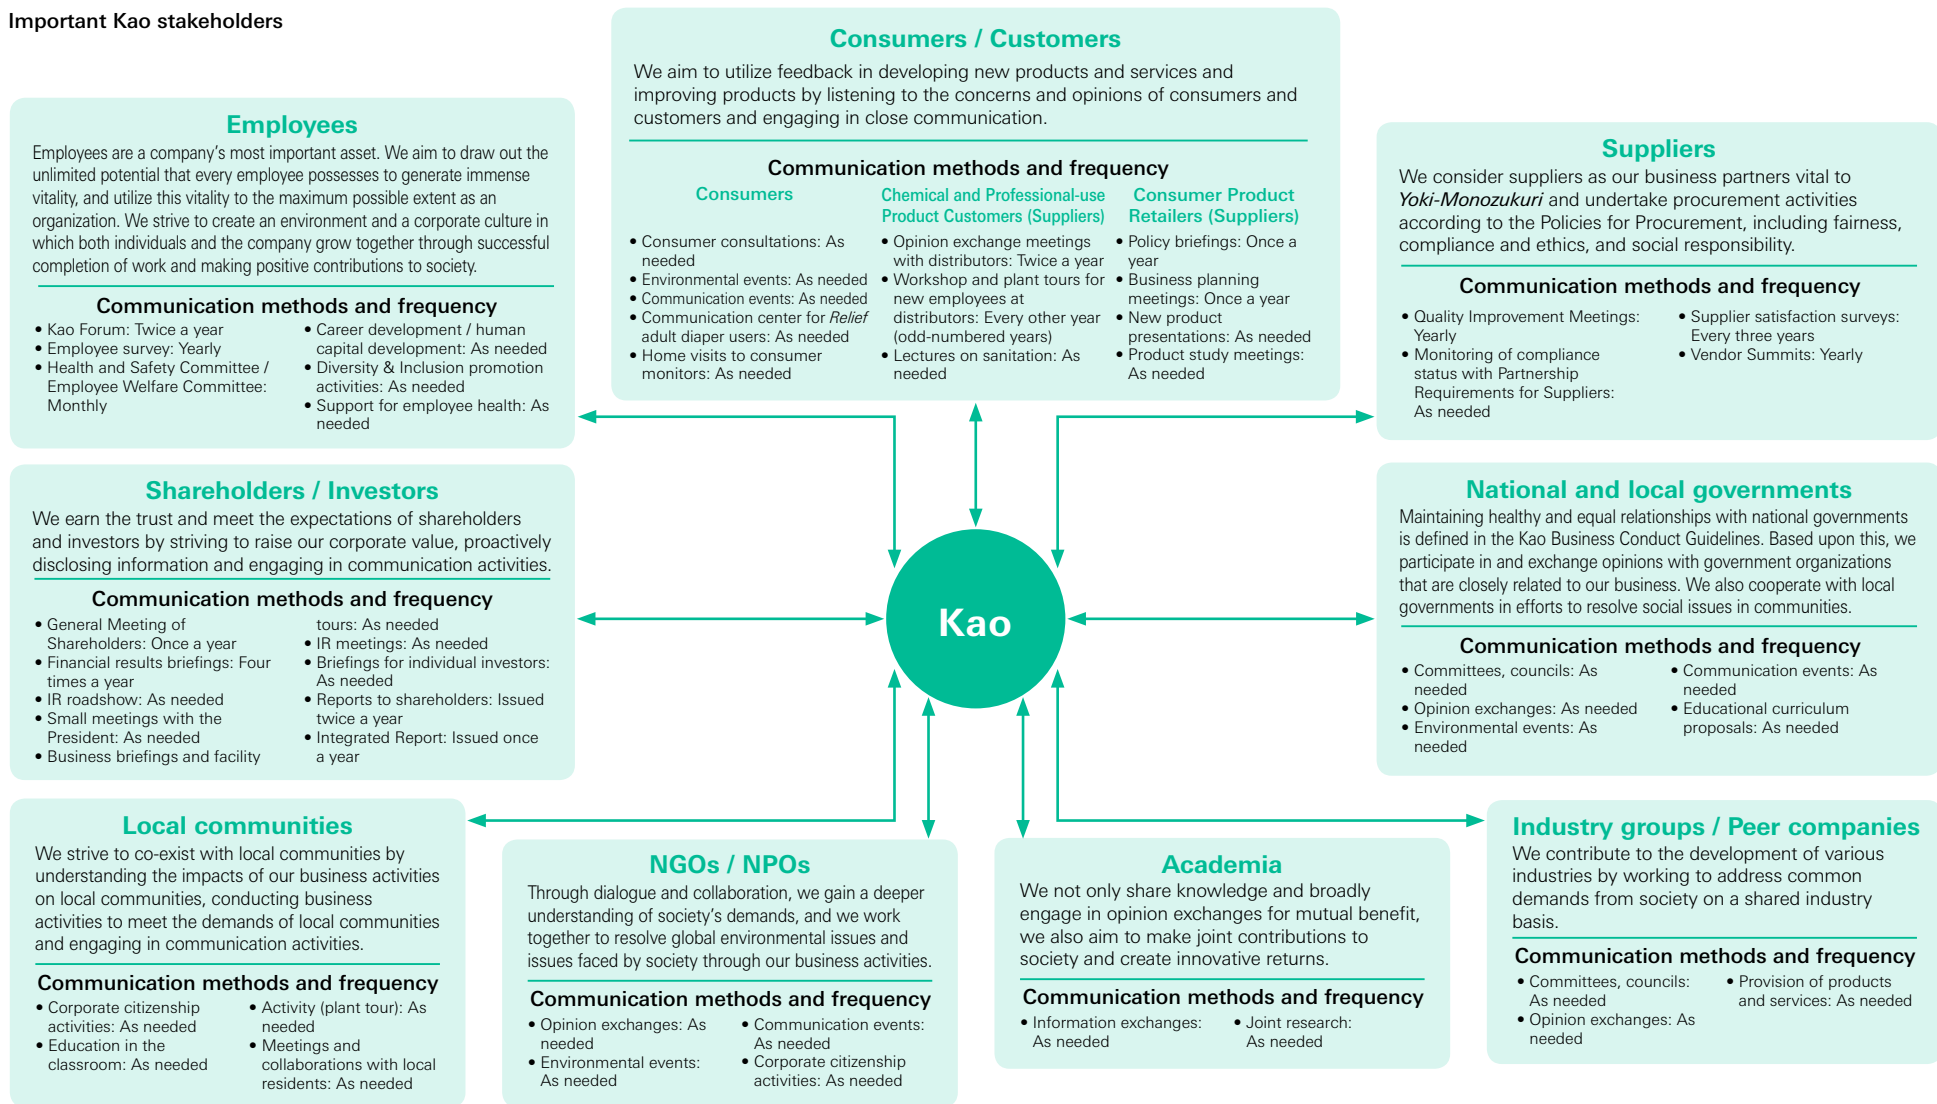 Important Kao stakeholders
Consumers / Customers
We aim to utilize feedback in developing new products and services and
improving products by listening to the concerns and opinions of consumers and
customers and engaging in close communication.
Communication methods and frequency
Consumers
• Consumer consultations: As
needed
• Environmental events: As needed
• Communication events: As needed
• Communication center for Relief
adult diaper users: As needed
• Home visits to consumer
monitors: As needed
Chemical and Professional-use
Product Customers (Suppliers)
• Opinion exchange meetings
with distributors: Twice a year
• Workshop and plant tours for
new employees at
distributors: Every other year
(odd-numbered years)
• Lectures on sanitation: As
needed
Consumer Product
Retailers (Suppliers)
• Policy briefings: Once a
year
• Business planning
meetings: Once a year
• New product
presentations: As needed
• Product study meetings:
As needed
Employees
Employees are a company's most important asset. We aim to draw out the
unlimited potential that every employee possesses to generate immense
vitality, and utilize this vitality to the maximum possible extent as an
organization. We strive to create an environment and a corporate culture in
which both individuals and the company grow together through successful
completion of work and making positive contributions to society.
Communication methods and frequency
• Kao Forum: Twice a year
• Employee survey: Yearly
• Health and Safety Committee /
Employee Welfare Committee:
Monthly
• Career development / human
capital development: As needed
• Diversity & Inclusion promotion
activities: As needed
• Support for employee health: As
needed
Suppliers
We consider suppliers as our business partners vital to
Yoki-Monozukuri and undertake procurement activities
according to the Policies for Procurement, including fairness,
compliance and ethics, and social responsibility.
Communication methods and frequency
• Quality Improvement Meetings:
Yearly
• Monitoring of compliance
status with Partnership
Requirements for Suppliers:
As needed
• Supplier satisfaction surveys:
Every three years
• Vendor Summits: Yearly
Shareholders / Investors
We earn the trust and meet the expectations of shareholders
and investors by striving to raise our corporate value, proactively
disclosing information and engaging in communication activities.
Communication methods and frequency
• General Meeting of
Shareholders: Once a year
• Financial results briefings: Four
times a year
• IR roadshow: As needed
• Small meetings with the
President: As needed
• Business briefings and facility
tours: As needed
• IR meetings: As needed
• Briefings for individual investors:
As needed
• Reports to shareholders: Issued
twice a year
• Integrated Report: Issued once
a year
Kao
National and local governments
Maintaining healthy and equal relationships with national governments
is defined in the Kao Business Conduct Guidelines. Based upon this, we
participate in and exchange opinions with government organizations
that are closely related to our business. We also cooperate with local
governments in efforts to resolve social issues in communities.
Communication methods and frequency
• Committees, councils: As
needed
• Opinion exchanges: As needed
• Environmental events: As
needed
• Communication events: As
needed
• Educational curriculum
proposals: As needed
Local communities
We strive to co-exist with local communities by
understanding the impacts of our business activities
on local communities, conducting business
activities to meet the demands of local communities
and engaging in communication activities.
Communication methods and frequency
• Corporate citizenship
activities: As needed
• Education in the
classroom: As needed
• Activity (plant tour): As
needed
• Meetings and
collaborations with local
residents: As needed
NGOs / NPOs
Through dialogue and collaboration, we gain a deeper
understanding of society's demands, and we work
together to resolve global environmental issues and
issues faced by society through our business activities.
Communication methods and frequency
• Opinion exchanges: As
needed
• Environmental events:
As needed
• Communication events:
As needed
• Corporate citizenship
activities: As needed
Academia
We not only share knowledge and broadly
engage in opinion exchanges for mutual benefit,
we also aim to make joint contributions to
society and create innovative returns.
Communication methods and frequency
• Information exchanges:
As needed
• Joint research:
As needed
Industry groups / Peer companies
We contribute to the development of various
industries by working to address common
demands from society on a shared industry
basis.
Communication methods and frequency
• Committees, councils:
As needed
• Opinion exchanges: As
needed
• Provision of products
and services: As needed